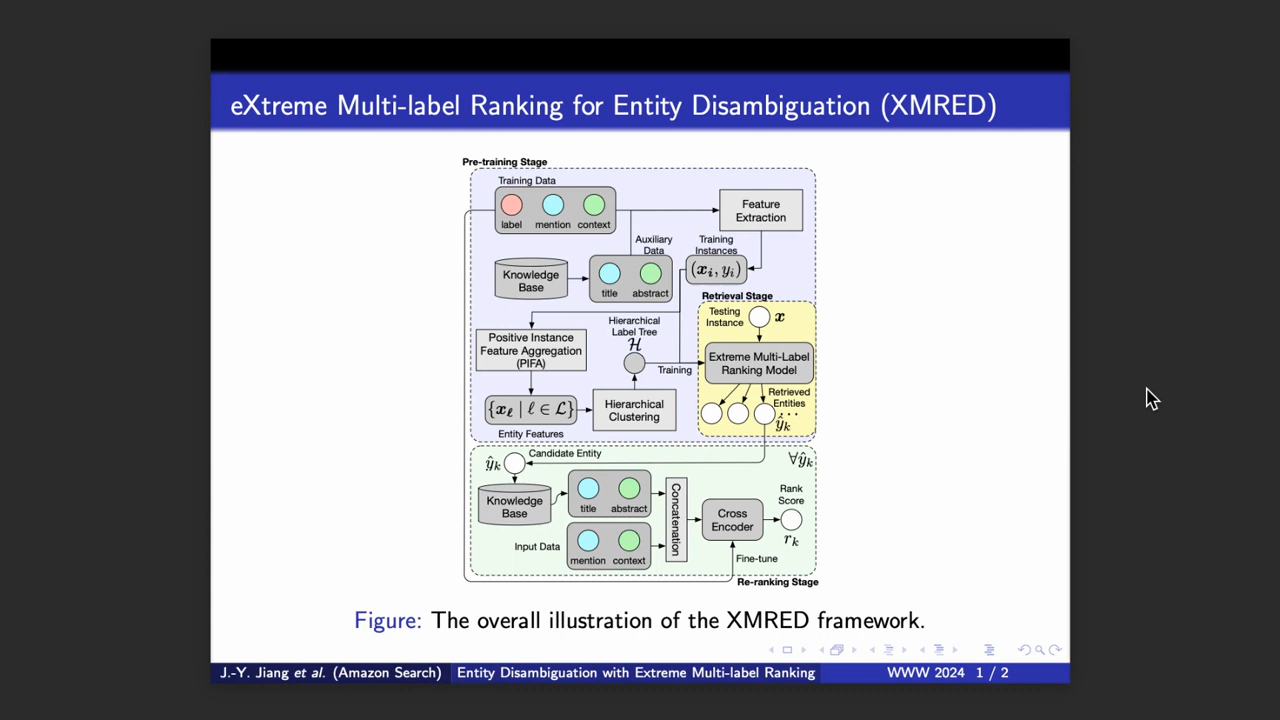 eXtreme Multi-label Ranking for Entity Disambiguation (XMRED)
Pre-training Stage
Training Data
label mention context
Feature
Extraction
Auxiliary
Data
Training
Instances
Knowledge
Base
title abstract
(xᵢ, yᵢ)
Retrieval Stage
Testing
Instance
x
Hierarchical
Label Tree
H
Positive Instance
Feature Aggregation
(PIFA)
Training
Extreme Multi-Label
Ranking Model
Retrieved
Entities
...
ŷₖ
{xℓ | ℓ ∈ L}
Hierarchical
Clustering
Entity Features
ŷₖ
Candidate Entity
∀ŷₖ
Knowledge
Base
title abstract
Concatenation
Cross
Encoder
Rank
Score
rₖ
Input Data
mention context
Fine-tune
Re-ranking Stage
Figure: The overall illustration of the XMRED framework.
J.-Y. Jiang et al. (Amazon Search) Entity Disambiguation with Extreme Multi-label Ranking WWW 2024 1 / 2